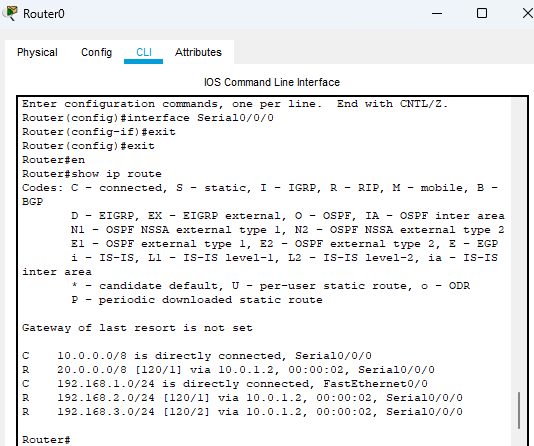 Router0
Physical Config CLI Attributes
IOS Command Line Interface
Enter configuration commands, one per line.  End with CNTL/Z.
Router(config)#interface Serial0/0/0
Router(config-if)#exit
Router(config)#exit
Router#en
Router#show ip route
Codes: C - connected, S - static, I - IGRP, R - RIP, M - mobile, B -
BGP
       D - EIGRP, EX - EIGRP external, O - OSPF, IA - OSPF inter area
       N1 - OSPF NSSA external type 1, N2 - OSPF NSSA external type 2
       E1 - OSPF external type 1, E2 - OSPF external type 2, E - EGP
       i - IS-IS, L1 - IS-IS level-1, L2 - IS-IS level-2, ia - IS-IS
inter area
       * - candidate default, U - per-user static route, o - ODR
       P - periodic downloaded static route
Gateway of last resort is not set
C    10.0.0.0/8 is directly connected, Serial0/0/0
R    20.0.0.0/8 [120/1] via 10.0.1.2, 00:00:02, Serial0/0/0
C    192.168.1.0/24 is directly connected, FastEthernet0/0
R    192.168.2.0/24 [120/1] via 10.0.1.2, 00:00:02, Serial0/0/0
R    192.168.3.0/24 [120/2] via 10.0.1.2, 00:00:02, Serial0/0/0
Router#